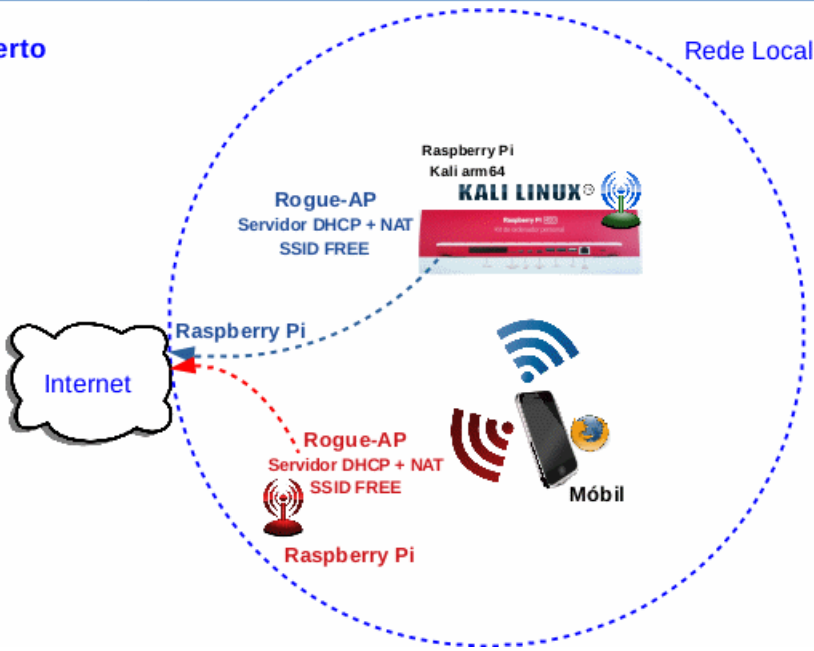 erto
Rede Local
Raspberry Pi
Kali arm64
KALI LINUX
Rogue-AP
Servidor DHCP + NAT
SSID FREE
Raspberry Pi
Internet
Rogue-AP
Servidor DHCP + NAT
SSID FREE
Móbil
Raspberry Pi